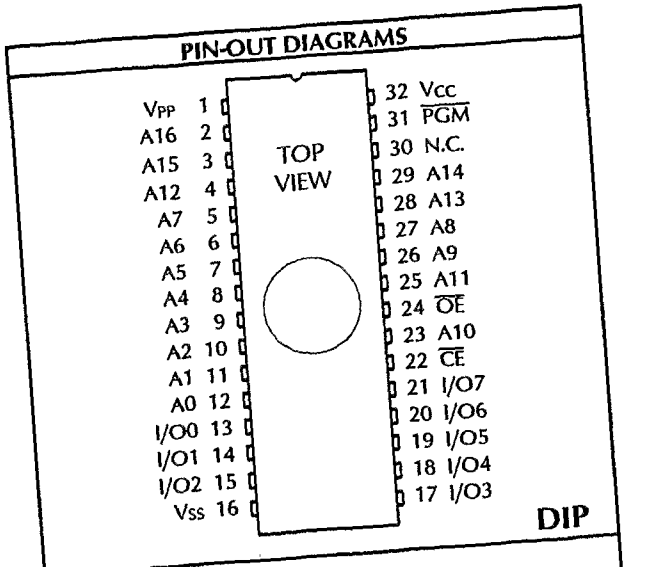 PIN-OUT DIAGRAMS
VPP 1
A16 2
A15 3
A12 4
A7 5
A6 6
A5 7
A4 8
A3 9
A2 10
A1 11
A0 12
I/O0 13
I/O1 14
I/O2 15
Vss 16
TOP
VIEW
32 Vcc
31 P̅G̅M̅
30 N.C.
29 A14
28 A13
27 A8
26 A9
25 A11
24 O̅E̅
23 A10
22 C̅E̅
21 I/O7
20 I/O6
19 I/O5
18 I/O4
17 I/O3
DIP